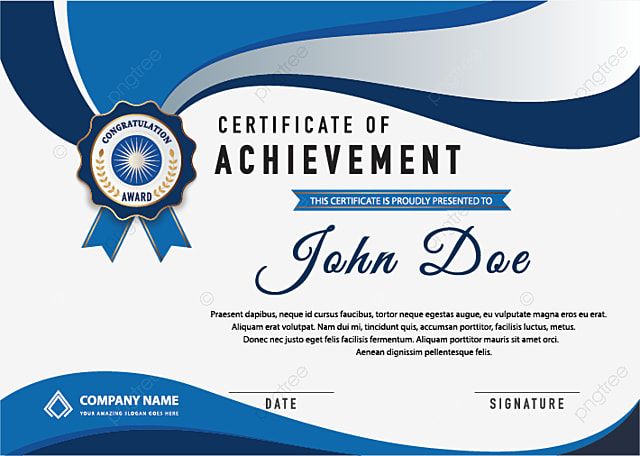 CONGRATULATION
AWARD
CERTIFICATE OF
ACHIEVEMENT
THIS CERTIFICATE IS PROUDLY PRESENTED TO
John Doe
Praesent dapibus, neque id cursus faucibus, tortor neque egestas augue, eu vulputate magna eros eu erat.
Aliquam erat volutpat. Nam dui mi, tincidunt quis, accumsan porttitor, facilisis luctus, metus.
Donec nec justo eget felis facilisis fermentum. Aliquam porttitor mauris sit amet orci.
Aenean dignissim pellentesque felis.
COMPANY NAME
YOUR AMAZING SLOGAN GOES HERE
DATE
SIGNATURE
pngtree